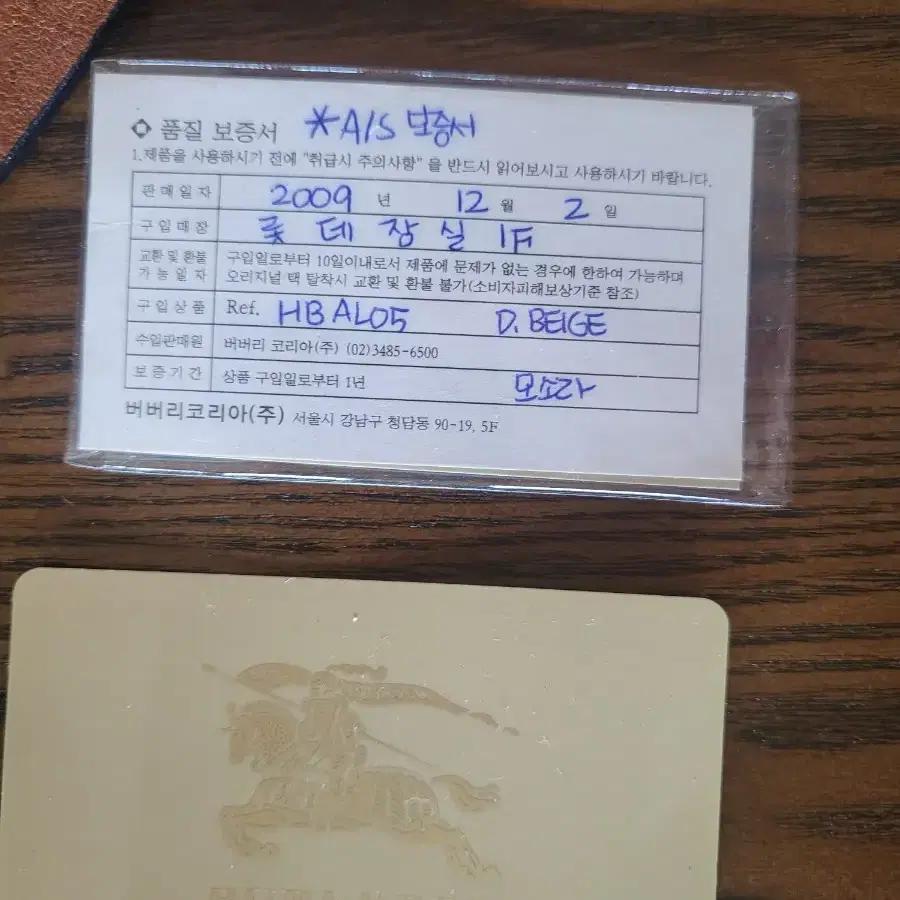 품질 보증서 *A/S 보증서
1.제품을 사용하시기 전에 "취급시 주의사항" 을 반드시 읽어보시고 사용하시기 바랍니다.
판매일자 2009 년 12 월 2 일
구입매장 롯데잠실 1F
교환 및 환불 구입일로부터 10일이내로서 제품에 문제가 없는 경우에 한하여 가능하며
가능일자 오리지널 택 탈착시 교환 및 환불 불가(소비자피해보상기준 참조)
구입상품 Ref. HBAL05 D. BEIGE
수입판매원 버버리 코리아(주) (02)3485-6500
보증기간 상품 구입일로부터 1년 모소라
버버리코리아(주) 서울시 강남구 청담동 90-19, 5F